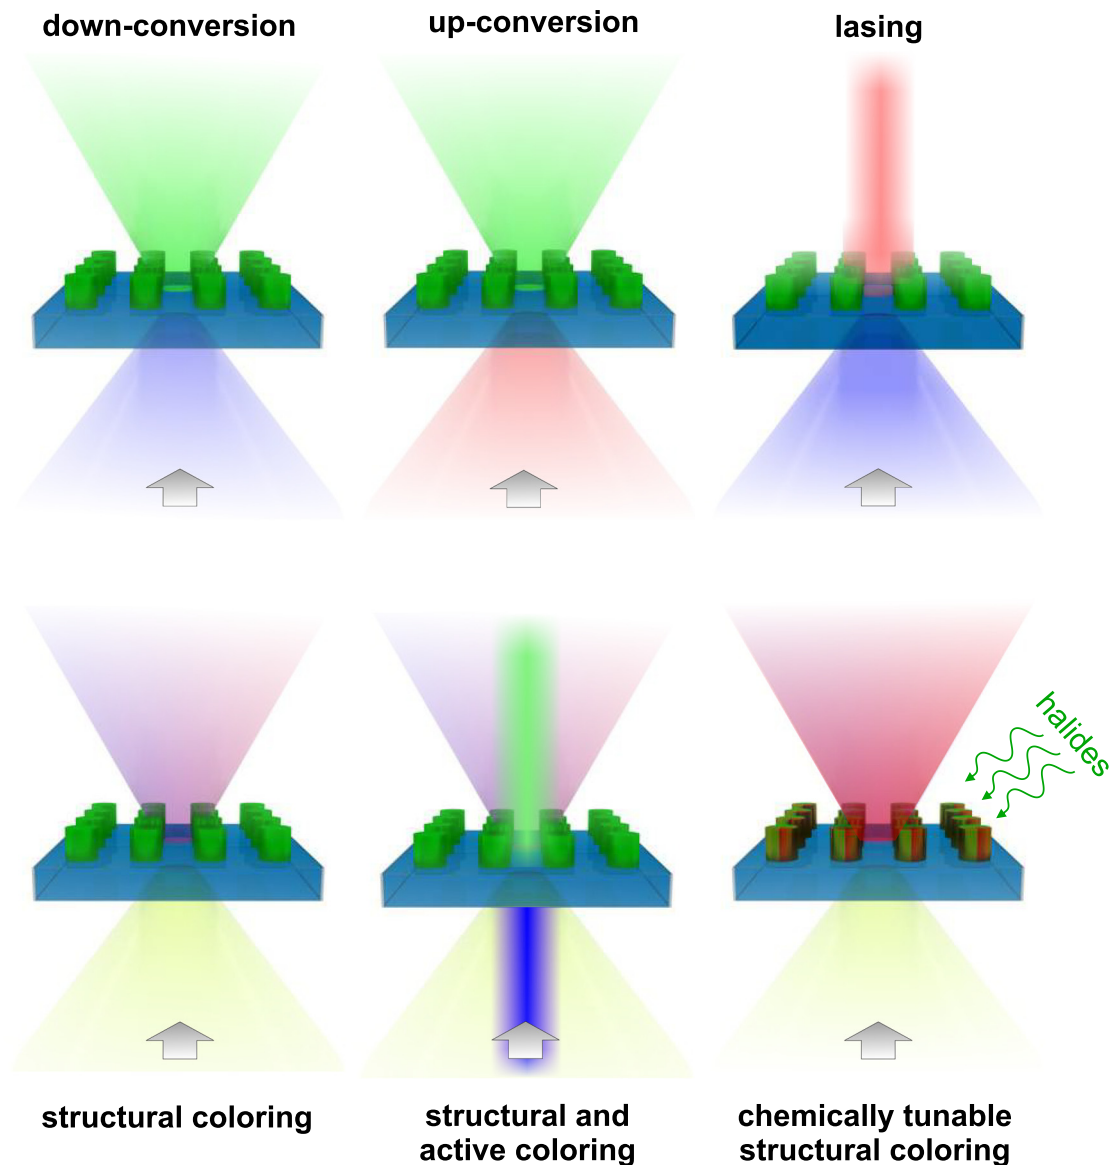 down-conversion
up-conversion
lasing
halides
structural coloring
structural and
active coloring
chemically tunable
structural coloring